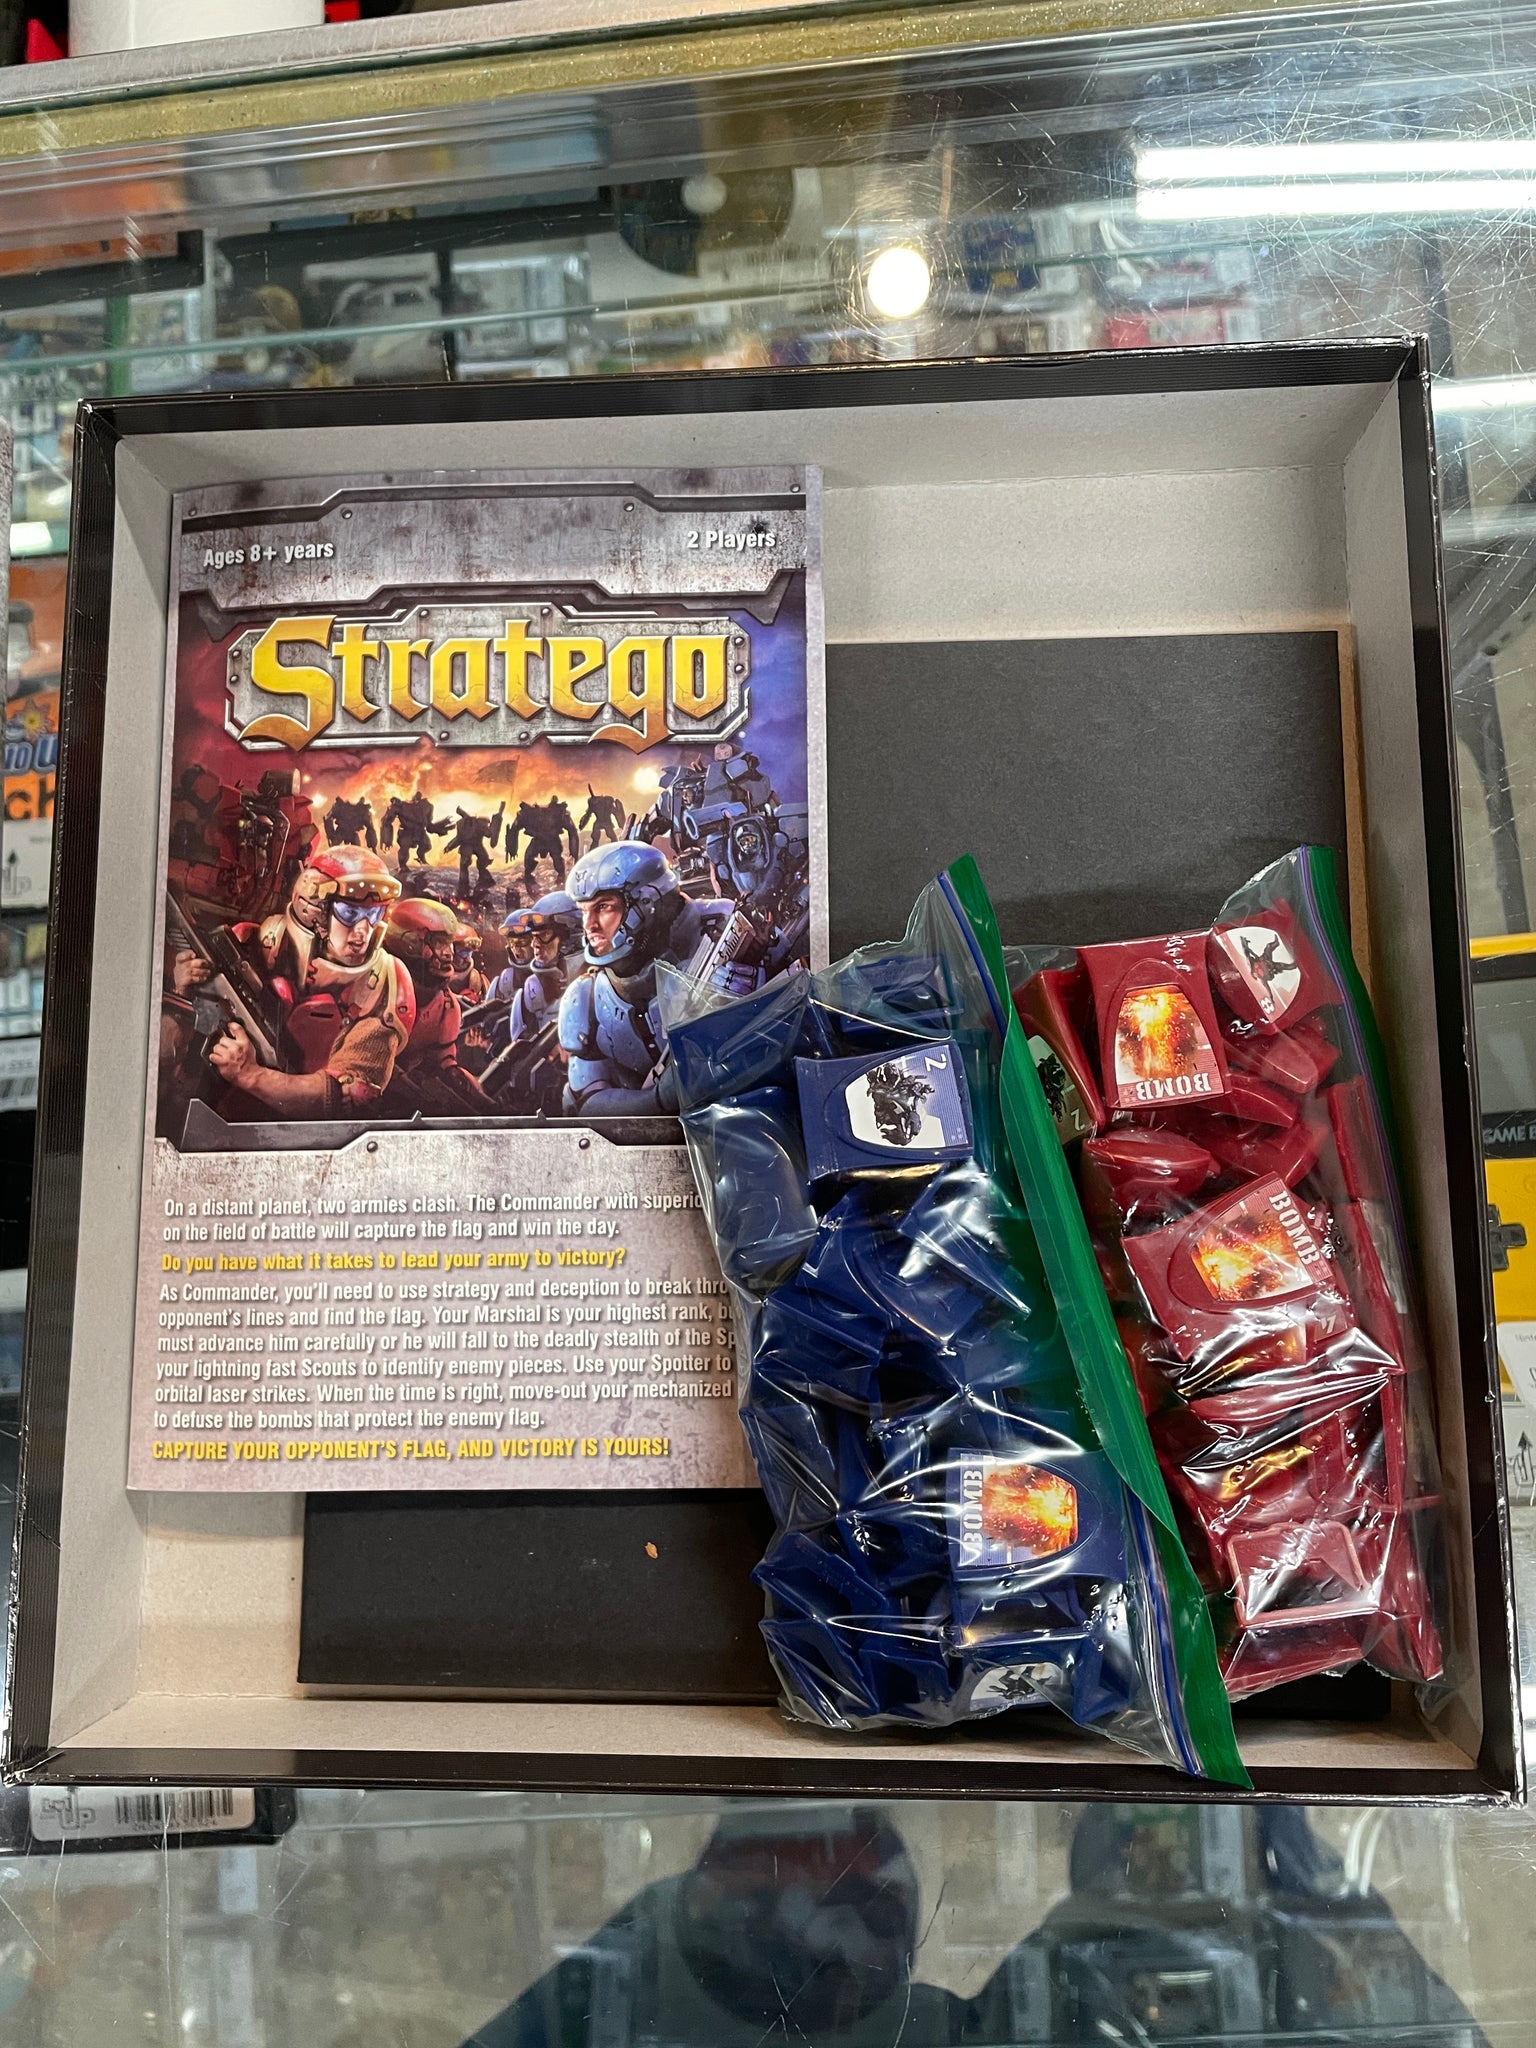 Ages 8+ years
2 Players
Stratego
On a distant planet, two armies clash. The Commander with
on the field of battle will capture the flag and win the day.
Do you have what it takes to lead your army to victory?
As Commander, you'll need to use strategy and deception to break
opponent's lines and find the flag. Your Marshal is your highest rank,
must advance him carefully or he will fall to the deadly stealth of the
your lightning fast Scouts to identify enemy pieces. Use your Spotter to
orbital laser strikes. When the time is right, move-out your mechanized
to defuse the bombs that protect the enemy flag.
CAPTURE YOUR OPPONENT'S FLAG, AND VICTORY IS YOURS!
2
BOMB
2
BOMB
BOMB
GAME